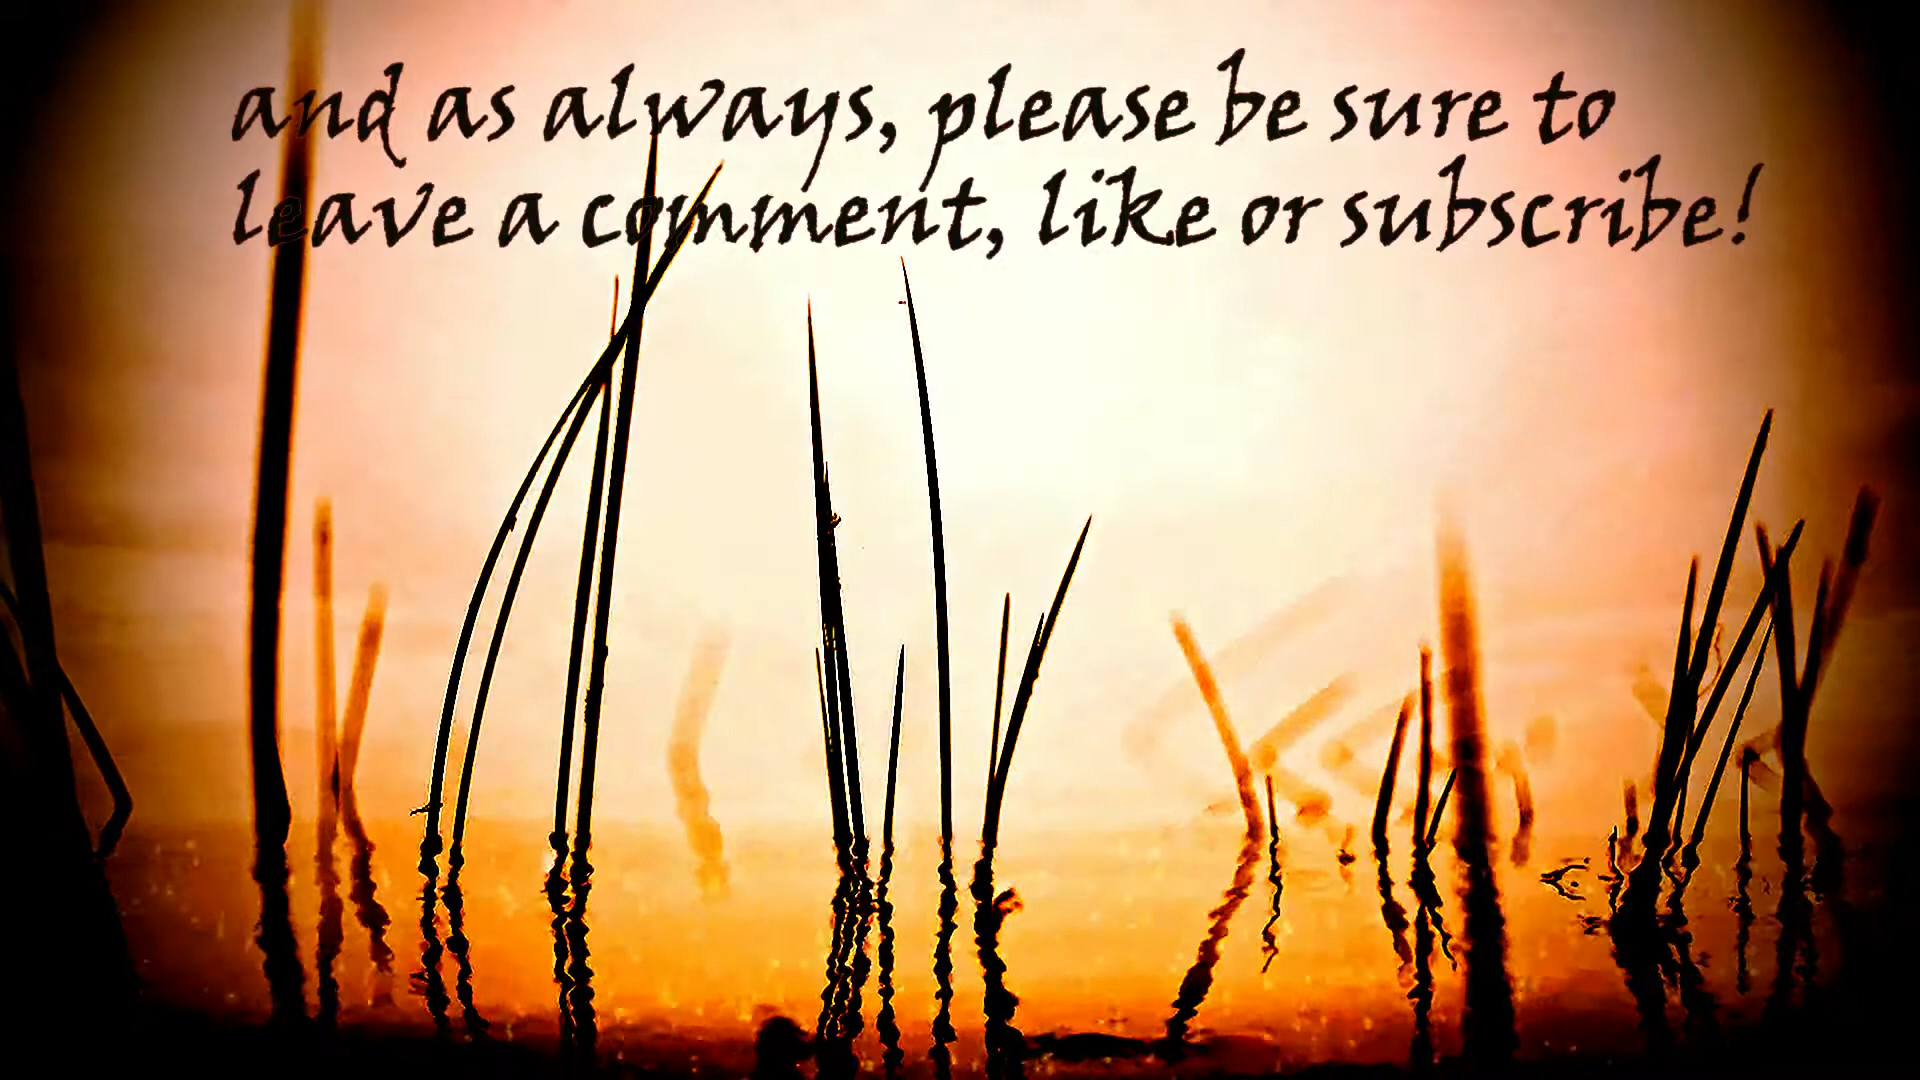 and as always, please be sure to
leave a comment, like or subscribe!